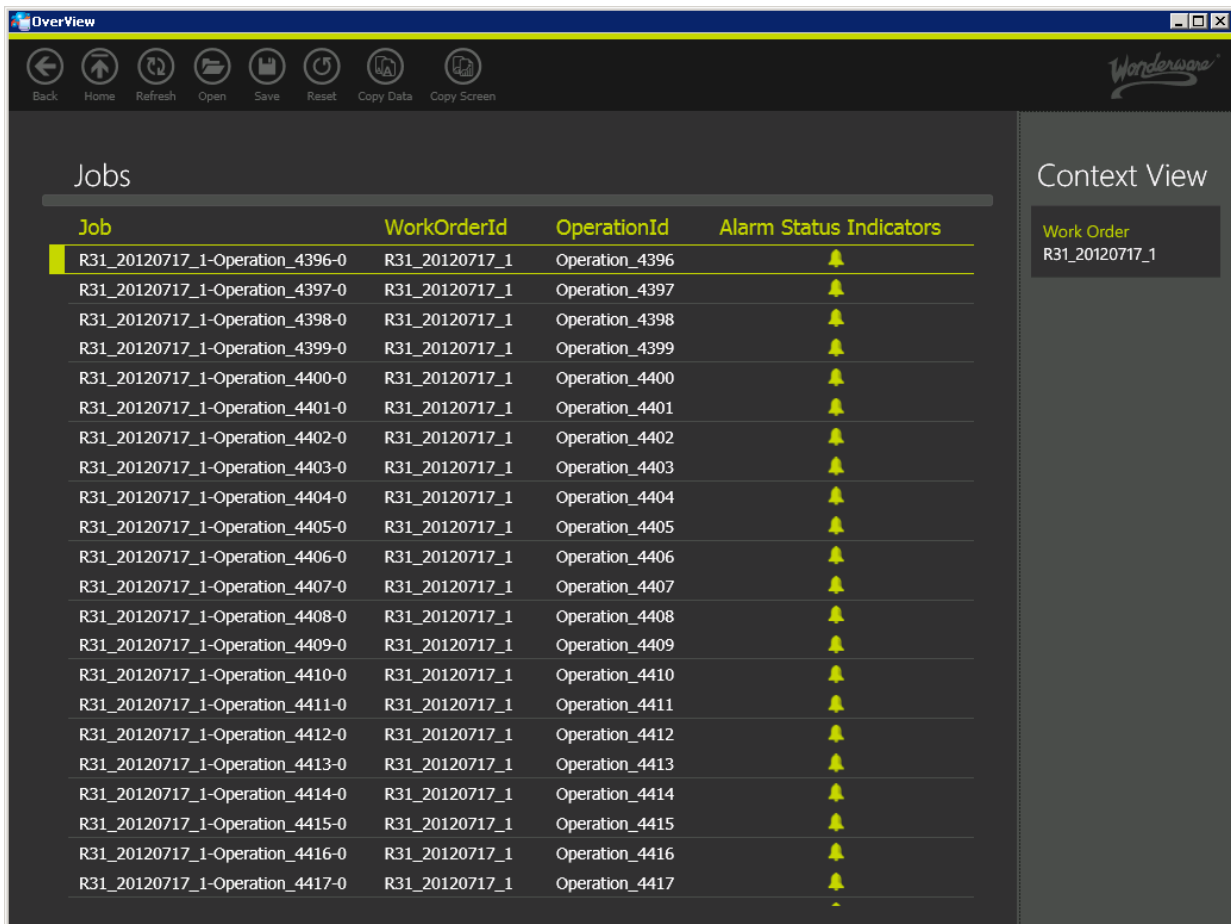 OverView
Back Home Refresh Open Save Reset Copy Data Copy Screen
Wonderware
Jobs
Context View
Job WorkOrderId OperationId Alarm Status Indicators
Work Order
R31_20120717_1
R31_20120717_1-Operation_4396-0 R31_20120717_1 Operation_4396
R31_20120717_1-Operation_4397-0 R31_20120717_1 Operation_4397
R31_20120717_1-Operation_4398-0 R31_20120717_1 Operation_4398
R31_20120717_1-Operation_4399-0 R31_20120717_1 Operation_4399
R31_20120717_1-Operation_4400-0 R31_20120717_1 Operation_4400
R31_20120717_1-Operation_4401-0 R31_20120717_1 Operation_4401
R31_20120717_1-Operation_4402-0 R31_20120717_1 Operation_4402
R31_20120717_1-Operation_4403-0 R31_20120717_1 Operation_4403
R31_20120717_1-Operation_4404-0 R31_20120717_1 Operation_4404
R31_20120717_1-Operation_4405-0 R31_20120717_1 Operation_4405
R31_20120717_1-Operation_4406-0 R31_20120717_1 Operation_4406
R31_20120717_1-Operation_4407-0 R31_20120717_1 Operation_4407
R31_20120717_1-Operation_4408-0 R31_20120717_1 Operation_4408
R31_20120717_1-Operation_4409-0 R31_20120717_1 Operation_4409
R31_20120717_1-Operation_4410-0 R31_20120717_1 Operation_4410
R31_20120717_1-Operation_4411-0 R31_20120717_1 Operation_4411
R31_20120717_1-Operation_4412-0 R31_20120717_1 Operation_4412
R31_20120717_1-Operation_4413-0 R31_20120717_1 Operation_4413
R31_20120717_1-Operation_4414-0 R31_20120717_1 Operation_4414
R31_20120717_1-Operation_4415-0 R31_20120717_1 Operation_4415
R31_20120717_1-Operation_4416-0 R31_20120717_1 Operation_4416
R31_20120717_1-Operation_4417-0 R31_20120717_1 Operation_4417